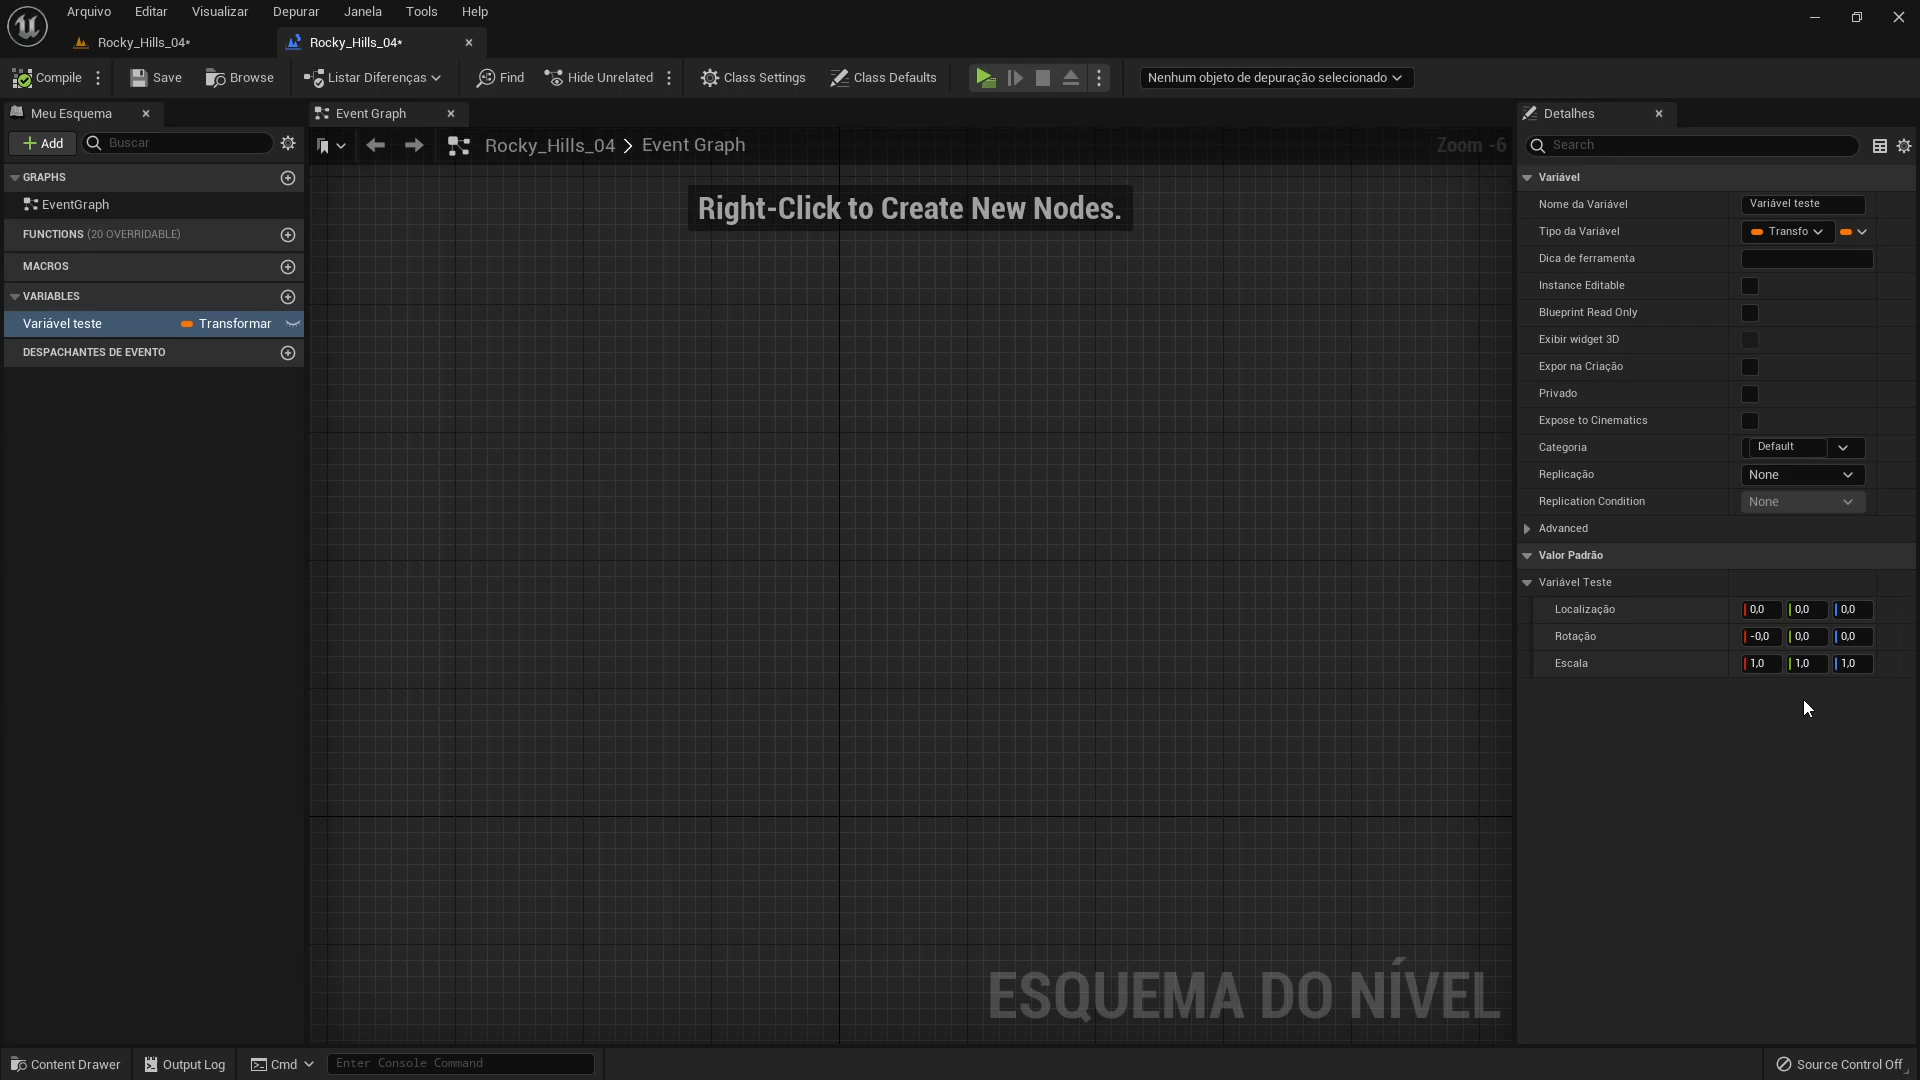 Arquivo Editar Visualizar Depurar Janela Tools Help
Rocky_Hills_04* Rocky_Hills_04*
Compile Save Browse Listar Diferenças Find Hide Unrelated Class Settings Class Defaults Nenhum objeto de depuração selecionado
Meu Esquema
Add Buscar
GRAPHS
EventGraph
FUNCTIONS (20 OVERRIDABLE)
MACROS
VARIABLES
Variável teste Transformar
DESPACHANTES DE EVENTO
Event Graph
Rocky_Hills_04 > Event Graph Zoom -6
Right-Click to Create New Nodes.
ESQUEMA DO NÍVEL
Detalhes
Search
Variável
Nome da Variável Variável teste
Tipo da Variável Transfo
Dica de ferramenta
Instance Editable
Blueprint Read Only
Exibir widget 3D
Expor na Criação
Privado
Expose to Cinematics
Categoria Default
Replicação None
Replication Condition None
Advanced
Valor Padrão
Variável Teste
Localização 0,0 0,0 0,0
Rotação -0,0 0,0 0,0
Escala 1,0 1,0 1,0
Content Drawer Output Log Cmd Enter Console Command Source Control Off